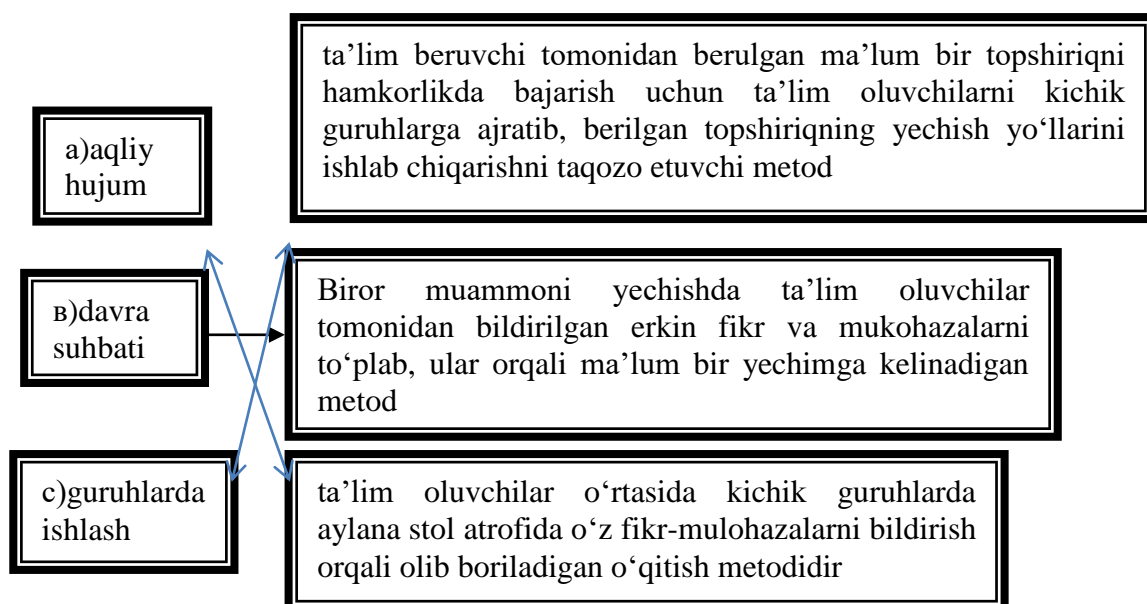 ta’lim beruvchi tomonidan berulgan ma’lum bir topshiriqni
hamkorlikda bajarish uchun ta’lim oluvchilarni kichik
guruhlarga ajratib, berilgan topshiriqning yechish yo‘llarini
ishlab chiqarishni taqozo etuvchi metod
a)aqliy
hujum
Biror muammoni yechishda ta’lim oluvchilar
tomonidan bildirilgan erkin fikr va mukohazalarni
to‘plab, ular orqali ma’lum bir yechimga kelinadigan
metod
в)davra
suhbati
c)guruhlarda
ishlash
ta’lim oluvchilar o‘rtasida kichik guruhlarda
aylana stol atrofida o‘z fikr-mulohazalarni bildirish
orqali olib boriladigan o‘qitish metodidir